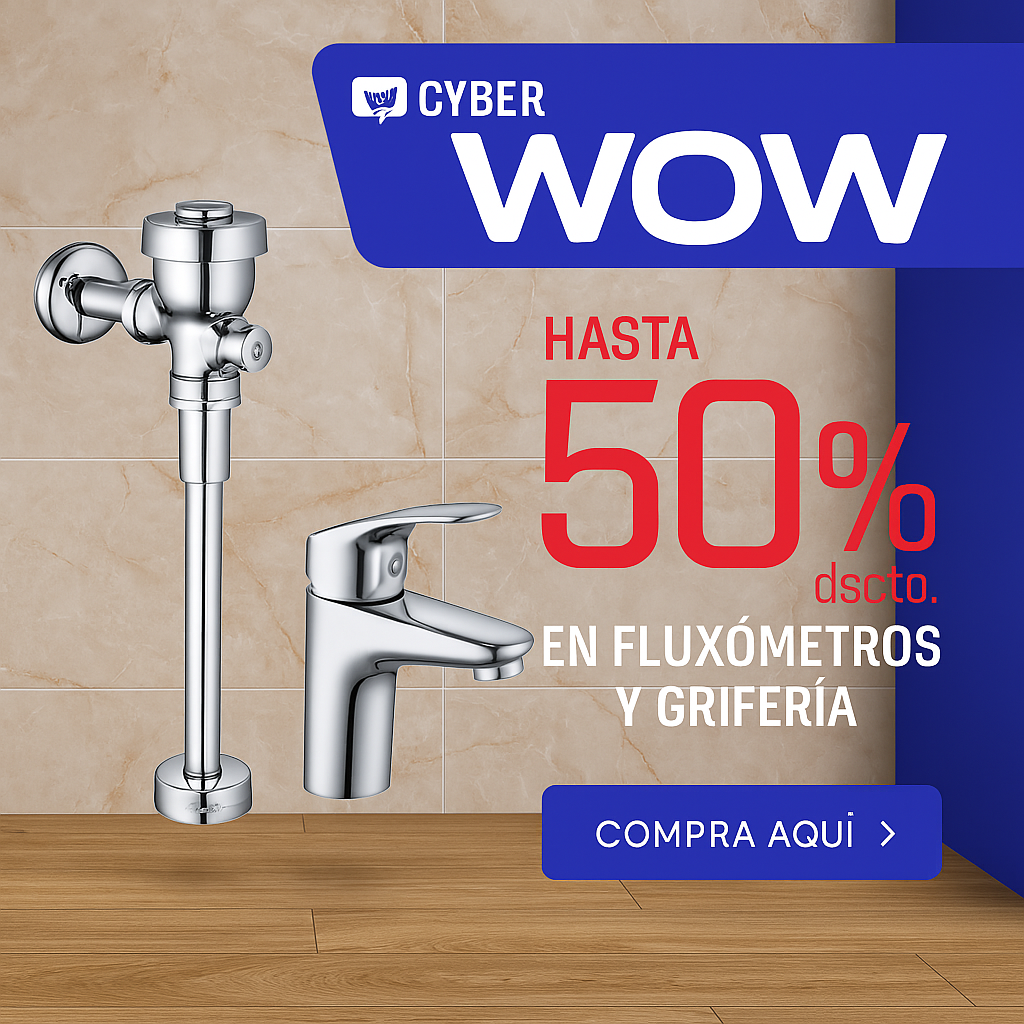 CYBER
WOW
HASTA
50%
dscto.
EN FLUXÓMETROS
Y GRIFERÍA
COMPRA AQUÍ >